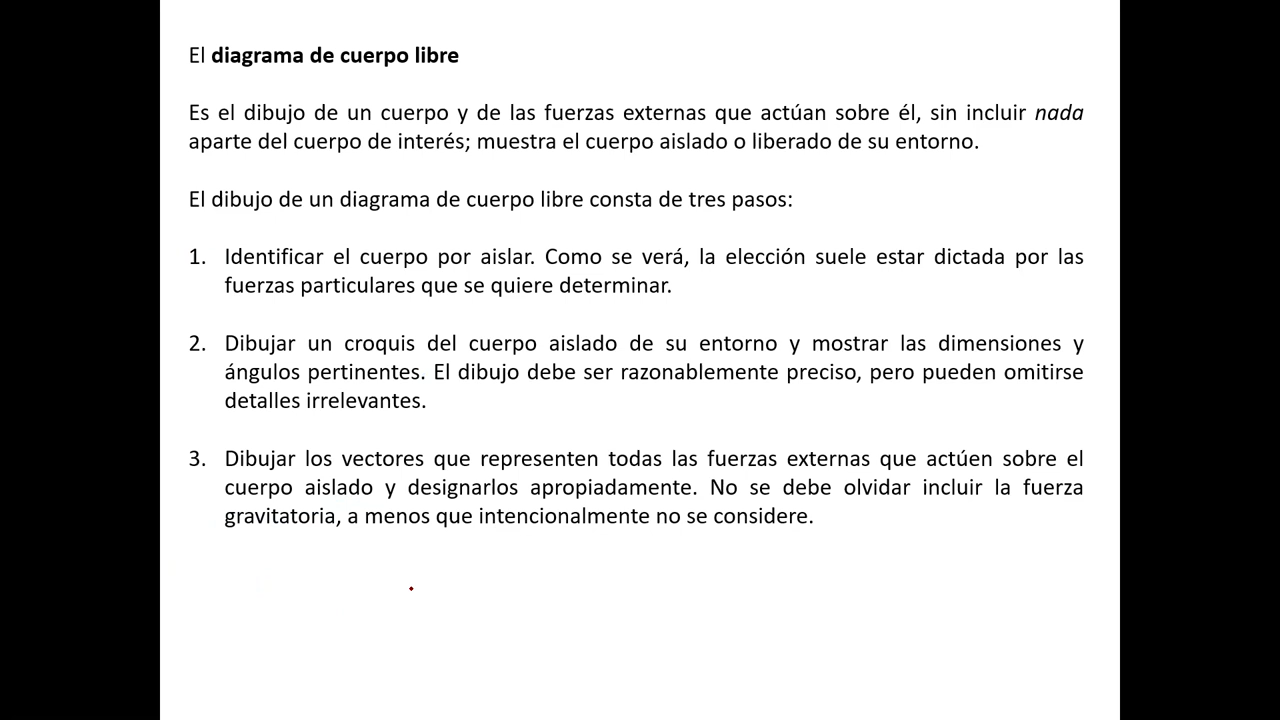 El diagrama de cuerpo libre
Es el dibujo de un cuerpo y de las fuerzas externas que actúan sobre él, sin incluir nada
aparte del cuerpo de interés; muestra el cuerpo aislado o liberado de su entorno.
El dibujo de un diagrama de cuerpo libre consta de tres pasos:
1. Identificar el cuerpo por aislar. Como se verá, la elección suele estar dictada por las
fuerzas particulares que se quiere determinar.
2. Dibujar un croquis del cuerpo aislado de su entorno y mostrar las dimensiones y
ángulos pertinentes. El dibujo debe ser razonablemente preciso, pero pueden omitirse
detalles irrelevantes.
3. Dibujar los vectores que representen todas las fuerzas externas que actúen sobre el
cuerpo aislado y designarlos apropiadamente. No se debe olvidar incluir la fuerza
gravitatoria, a menos que intencionalmente no se considere.